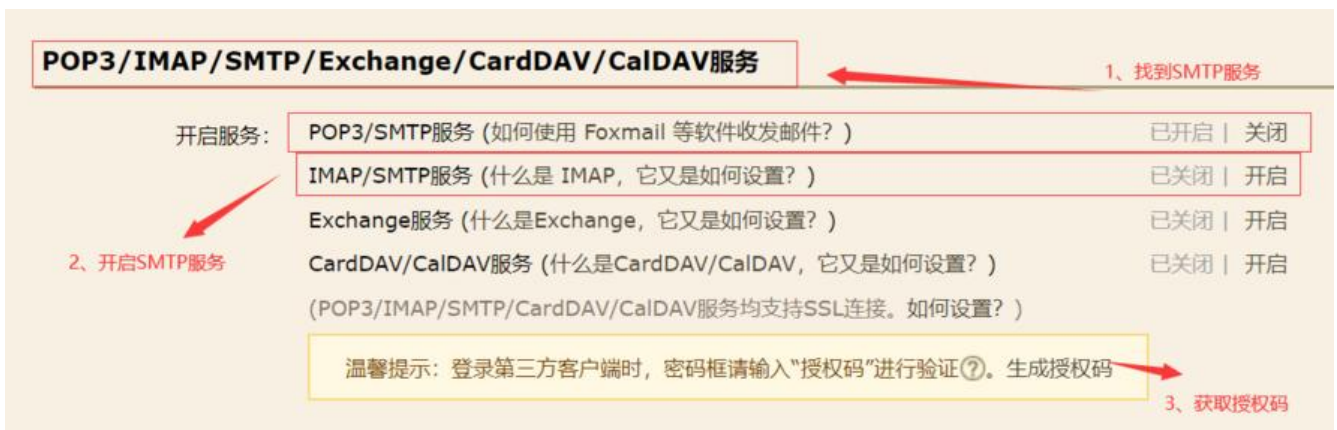 POP3/IMAP/SMTP/Exchange/CardDAV/CalDAV服务
1、找到SMTP服务
开启服务： POP3/SMTP服务 (如何使用 Foxmail 等软件收发邮件？) 已开启 | 关闭
IMAP/SMTP服务 (什么是 IMAP，它又是如何设置？) 已关闭 | 开启
Exchange服务 (什么是Exchange，它又是如何设置？) 已关闭 | 开启
2、开启SMTP服务
CardDAV/CalDAV服务 (什么是CardDAV/CalDAV，它又是如何设置？) 已关闭 | 开启
(POP3/IMAP/SMTP/CardDAV/CalDAV服务均支持SSL连接。如何设置？)
温馨提示：登录第三方客户端时，密码框请输入“授权码”进行验证?。生成授权码
3、获取授权码